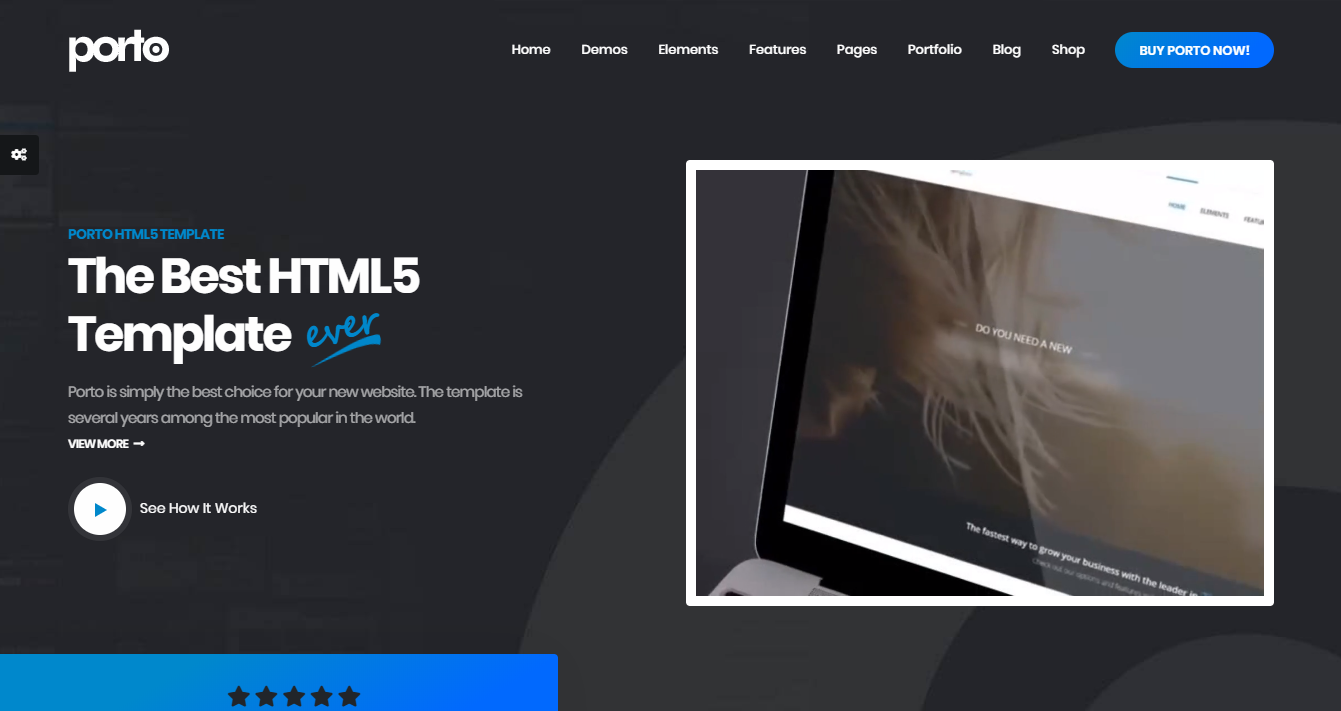 porto
Home Demos Elements Features Pages Portfolio Blog Shop BUY PORTO NOW!
PORTO HTML5 TEMPLATE
The Best HTML5
Template ever
Porto is simply the best choice for your new website. The template is
several years among the most popular in the world.
VIEW MORE →
See How It Works
HOME ELEMENTS
DO YOU NEED A NEW
The fastest way to grow your business with the leader in
Check out our options and features